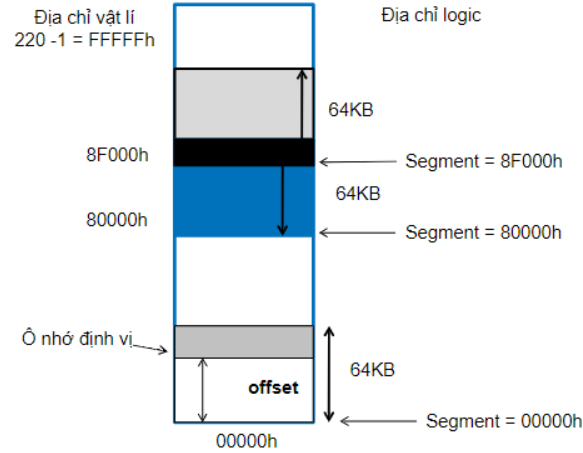 Địa chỉ vật lí
220 -1 = FFFFFh
Địa chỉ logic
64KB
8F000h
Segment = 8F000h
64KB
80000h
Segment = 80000h
Ô nhớ định vị
64KB
offset
Segment = 00000h
00000h